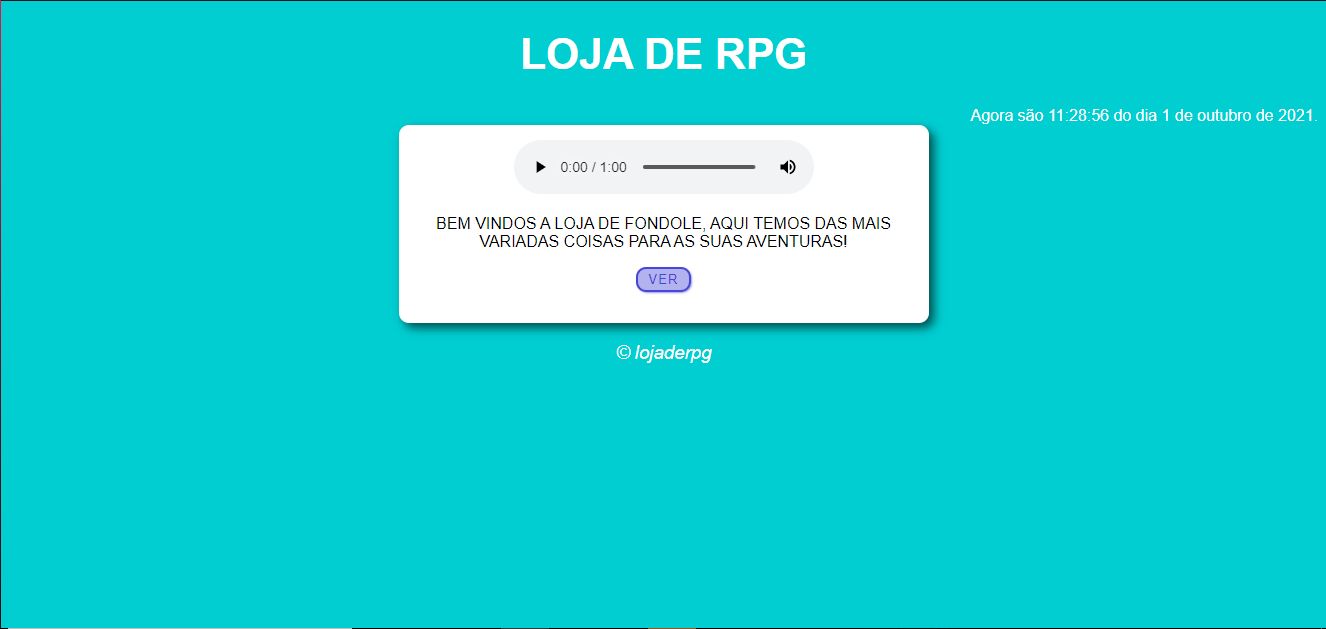 LOJA DE RPG
Agora são 11:28:56 do dia 1 de outubro de 2021.
0:00 / 1:00
BEM VINDOS A LOJA DE FONDOLE, AQUI TEMOS DAS MAIS
VARIADAS COISAS PARA AS SUAS AVENTURAS!
VER
© lojaderpg